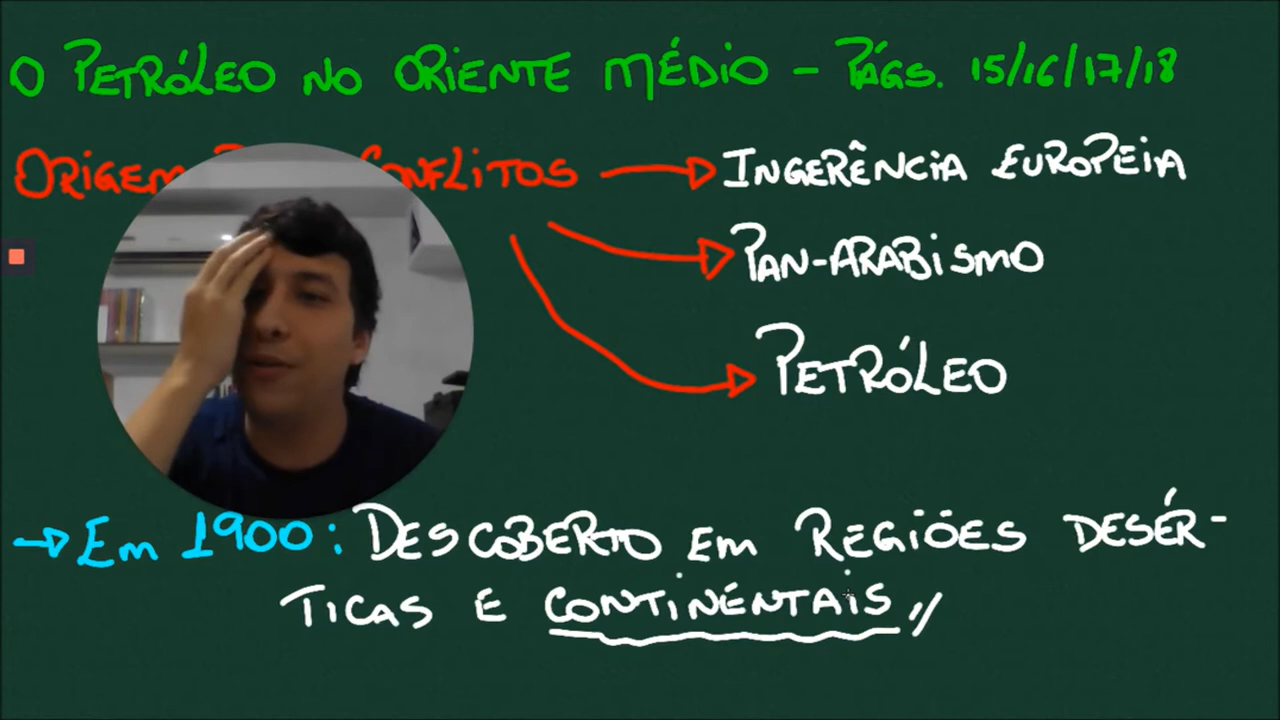 O PETRÓLEO NO ORIENTE MÉDIO - PÁGS. 15/16/17/18
ORIGEM CONFLITOS → INGERÊNCIA EUROPEIA
PAN-ARABISMO
PETRÓLEO
→ Em 1900: DESCOBERTO EM REGIÕES DESÉR-
TICAS E CONTINENTAIS //